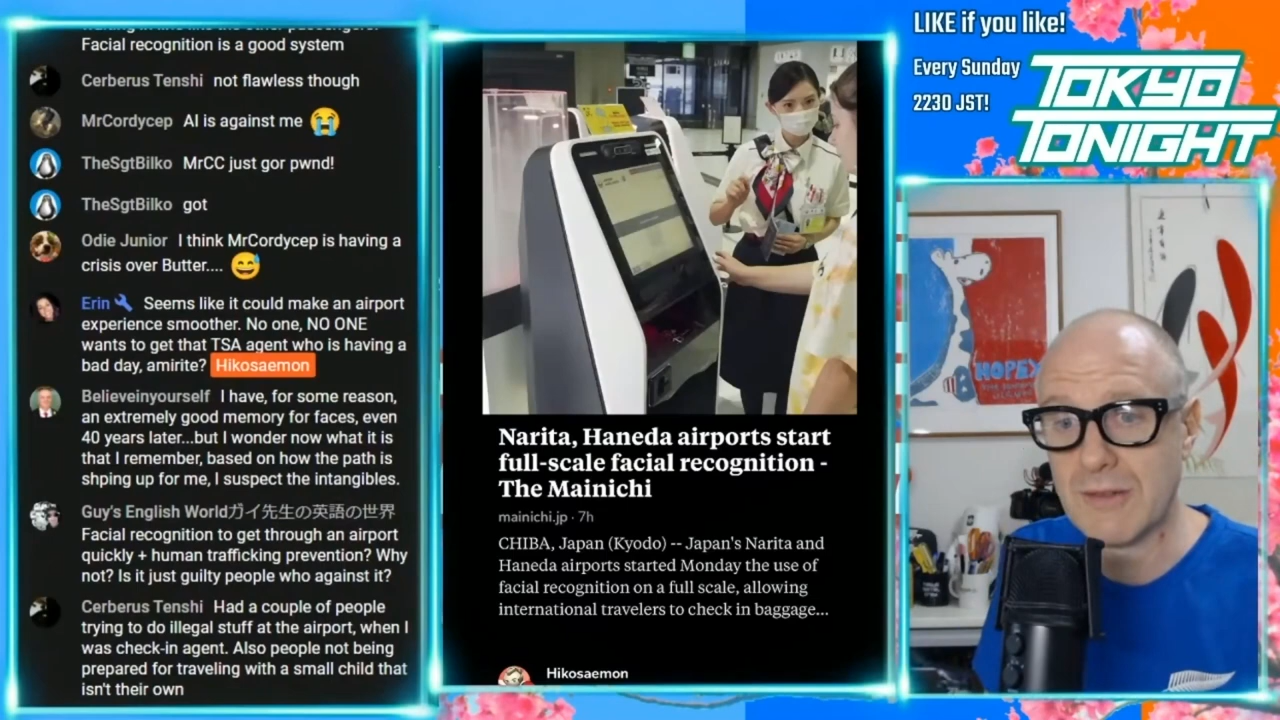 Facial recognition is a good system
Cerberus Tenshi not flawless though
MrCordycep AI is against me 😭
TheSgtBilko MrCC just gor pwnd!
TheSgtBilko got
Odie Junior I think MrCordycep is having a
crisis over Butter.... 😅
Erin 🔧 Seems like it could make an airport
experience smoother. No one, NO ONE
wants to get that TSA agent who is having a
bad day, amirite? Hikosaemon
Believeinyourself I have, for some reason,
an extremely good memory for faces, even
40 years later...but I wonder now what it is
that I remember, based on how the path is
shping up for me, I suspect the intangibles.
Guy's English Worldガイ先生の英語の世界
Facial recognition to get through an airport
quickly + human trafficking prevention? Why
not? Is it just guilty people who against it?
Cerberus Tenshi Had a couple of people
trying to do illegal stuff at the airport, when I
was check-in agent. Also people not being
prepared for traveling with a small child that
isn't their own
Narita, Haneda airports start
full-scale facial recognition -
The Mainichi
mainichi.jp · 7h
CHIBA, Japan (Kyodo) -- Japan's Narita and
Haneda airports started Monday the use of
facial recognition on a full scale, allowing
international travelers to check in baggage...
Hikosaemon
LIKE if you like!
Every Sunday
2230 JST!
TOKYO
TONIGHT